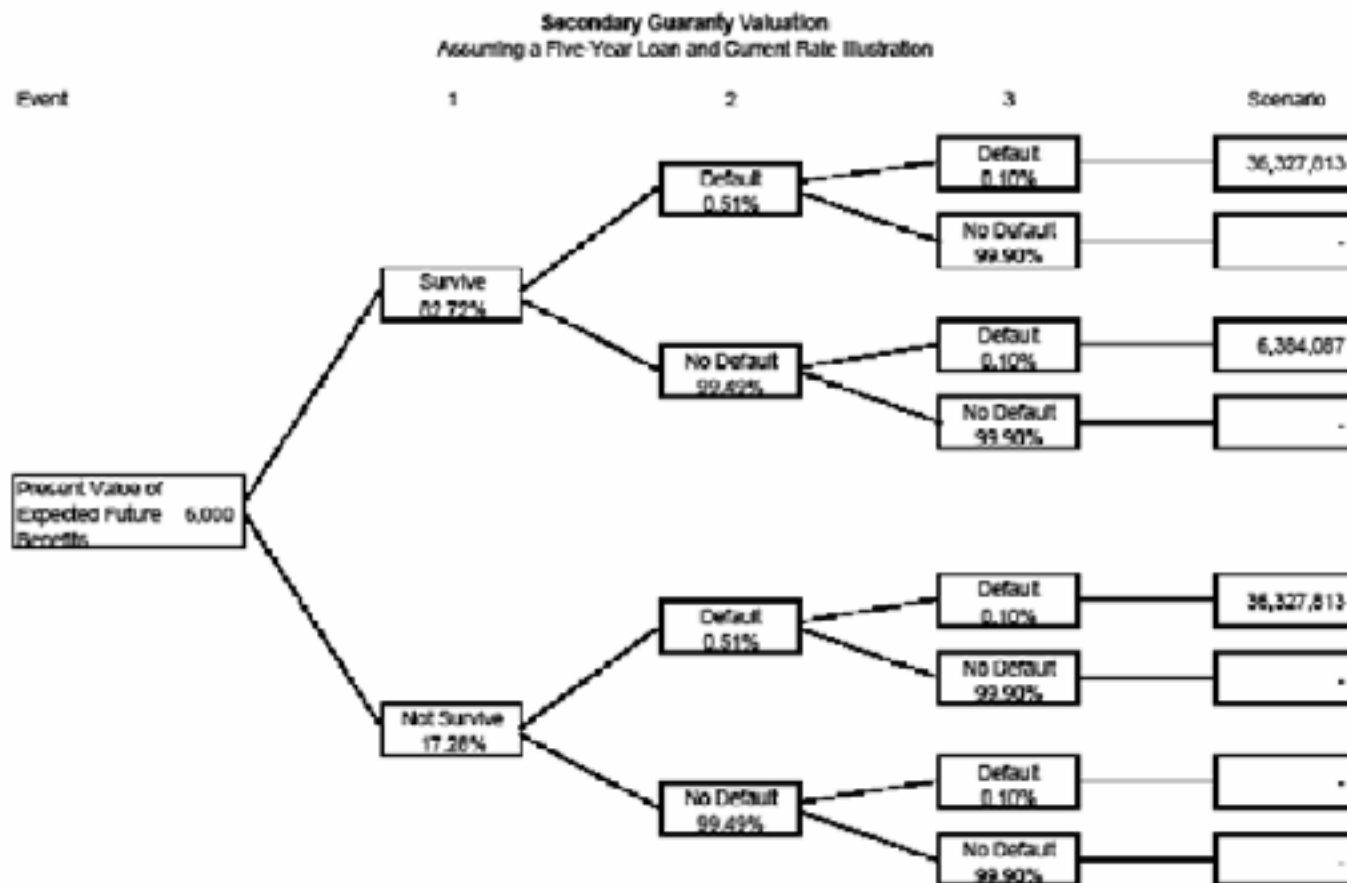 Secondary Guaranty Valuation
Assuming a Five-Year Loan and Current Rate Illustration
Event 1 2 3 Scenario
Default
0.10%
36,327,813
Default
0.51%
No Default
99.90%
-
Survive
82.72%
Default
0.10%
6,384,087
No Default
99.49%
No Default
99.90%
-
Present Value of
Expected Future 6,000
Benefits
Default
0.10%
36,327,813
Default
0.51%
No Default
99.90%
-
Not Survive
17.28%
Default
0.10%
-
No Default
99.49%
No Default
99.90%
-